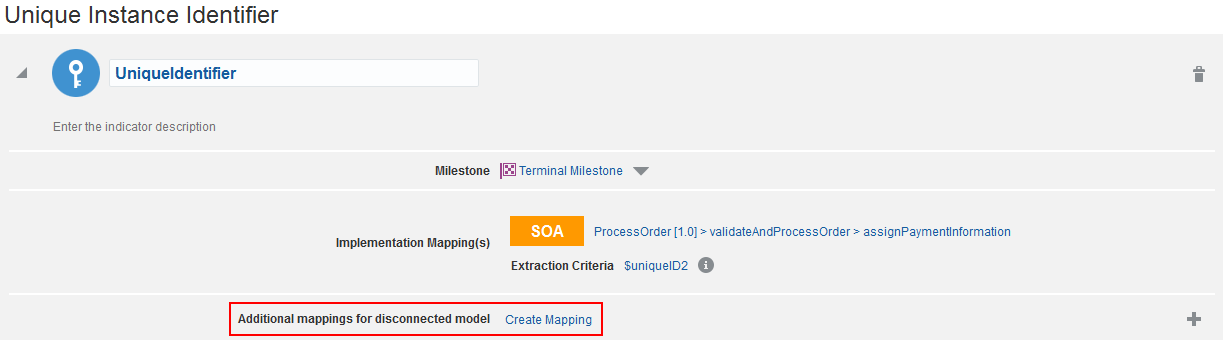 Unique Instance Identifier
UniqueIdentifier
Enter the indicator description
Milestone Terminal Milestone
Implementation Mapping(s) SOA ProcessOrder [1.0] > validateAndProcessOrder > assignPaymentInformation
Extraction Criteria $uniqueID2 i
Additional mappings for disconnected model Create Mapping